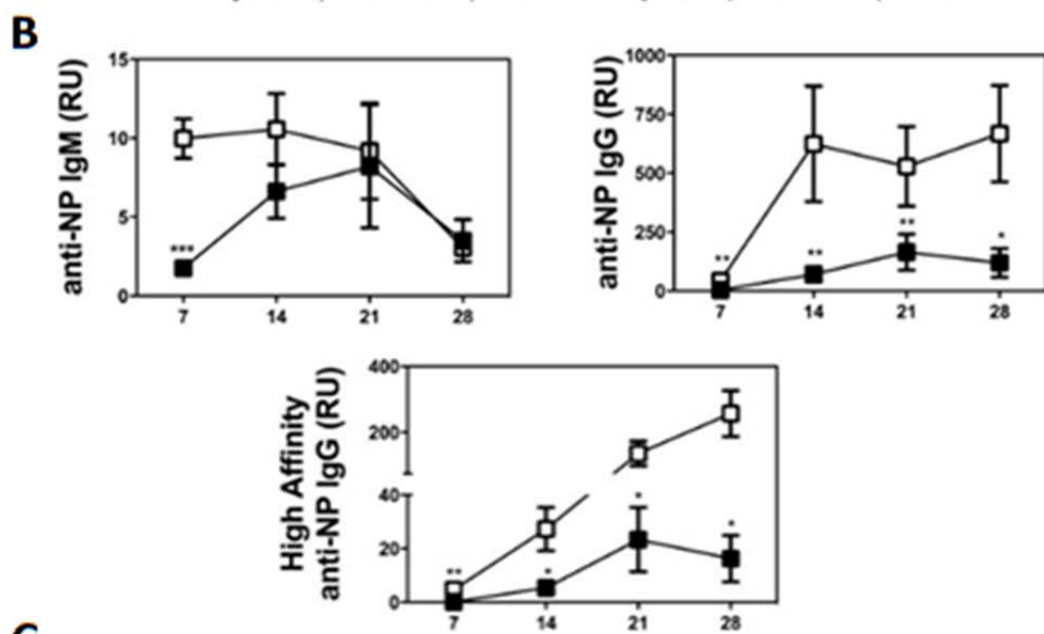 B
anti-NP IgM (RU)
15
10
5
0
***
7 14 21 28
anti-NP IgG (RU)
1000
750
500
250
0
** ** ** *
7 14 21 28
High Affinity
anti-NP IgG (RU)
400
200
40
20
0
** * * *
7 14 21 28